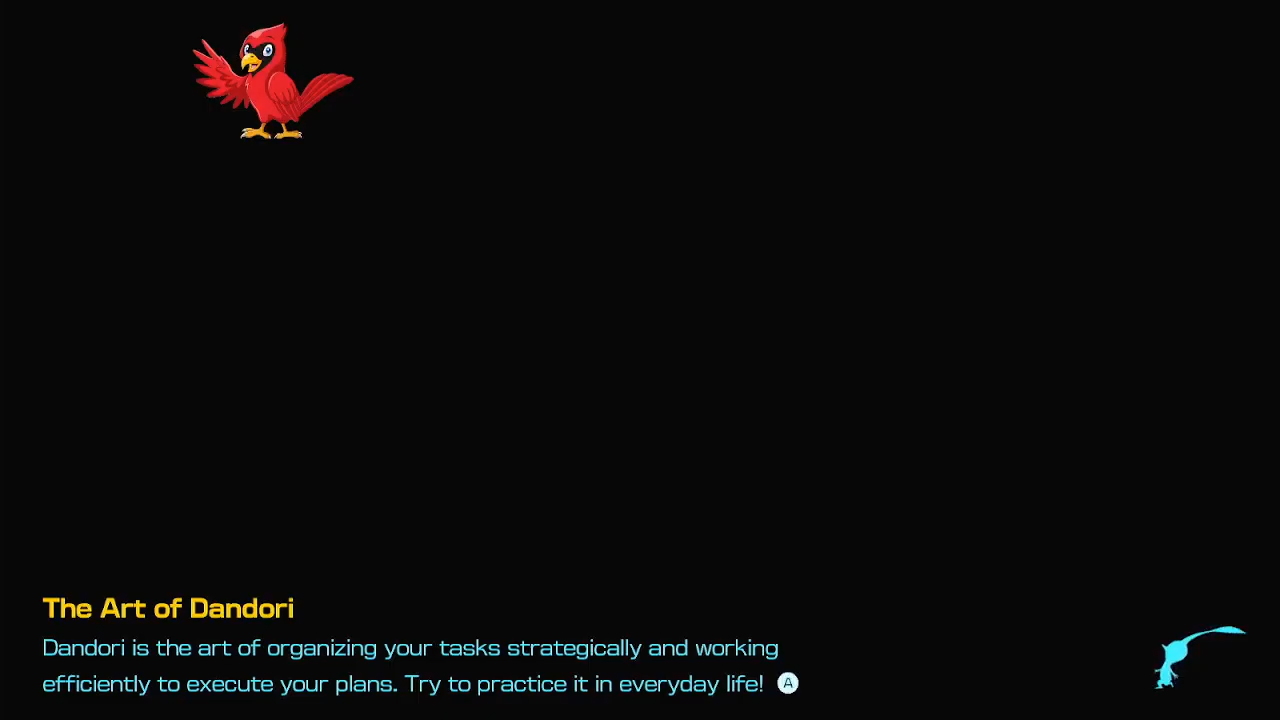 The Art of Dandori
Dandori is the art of organizing your tasks strategically and working
efficiently to execute your plans. Try to practice it in everyday life! A